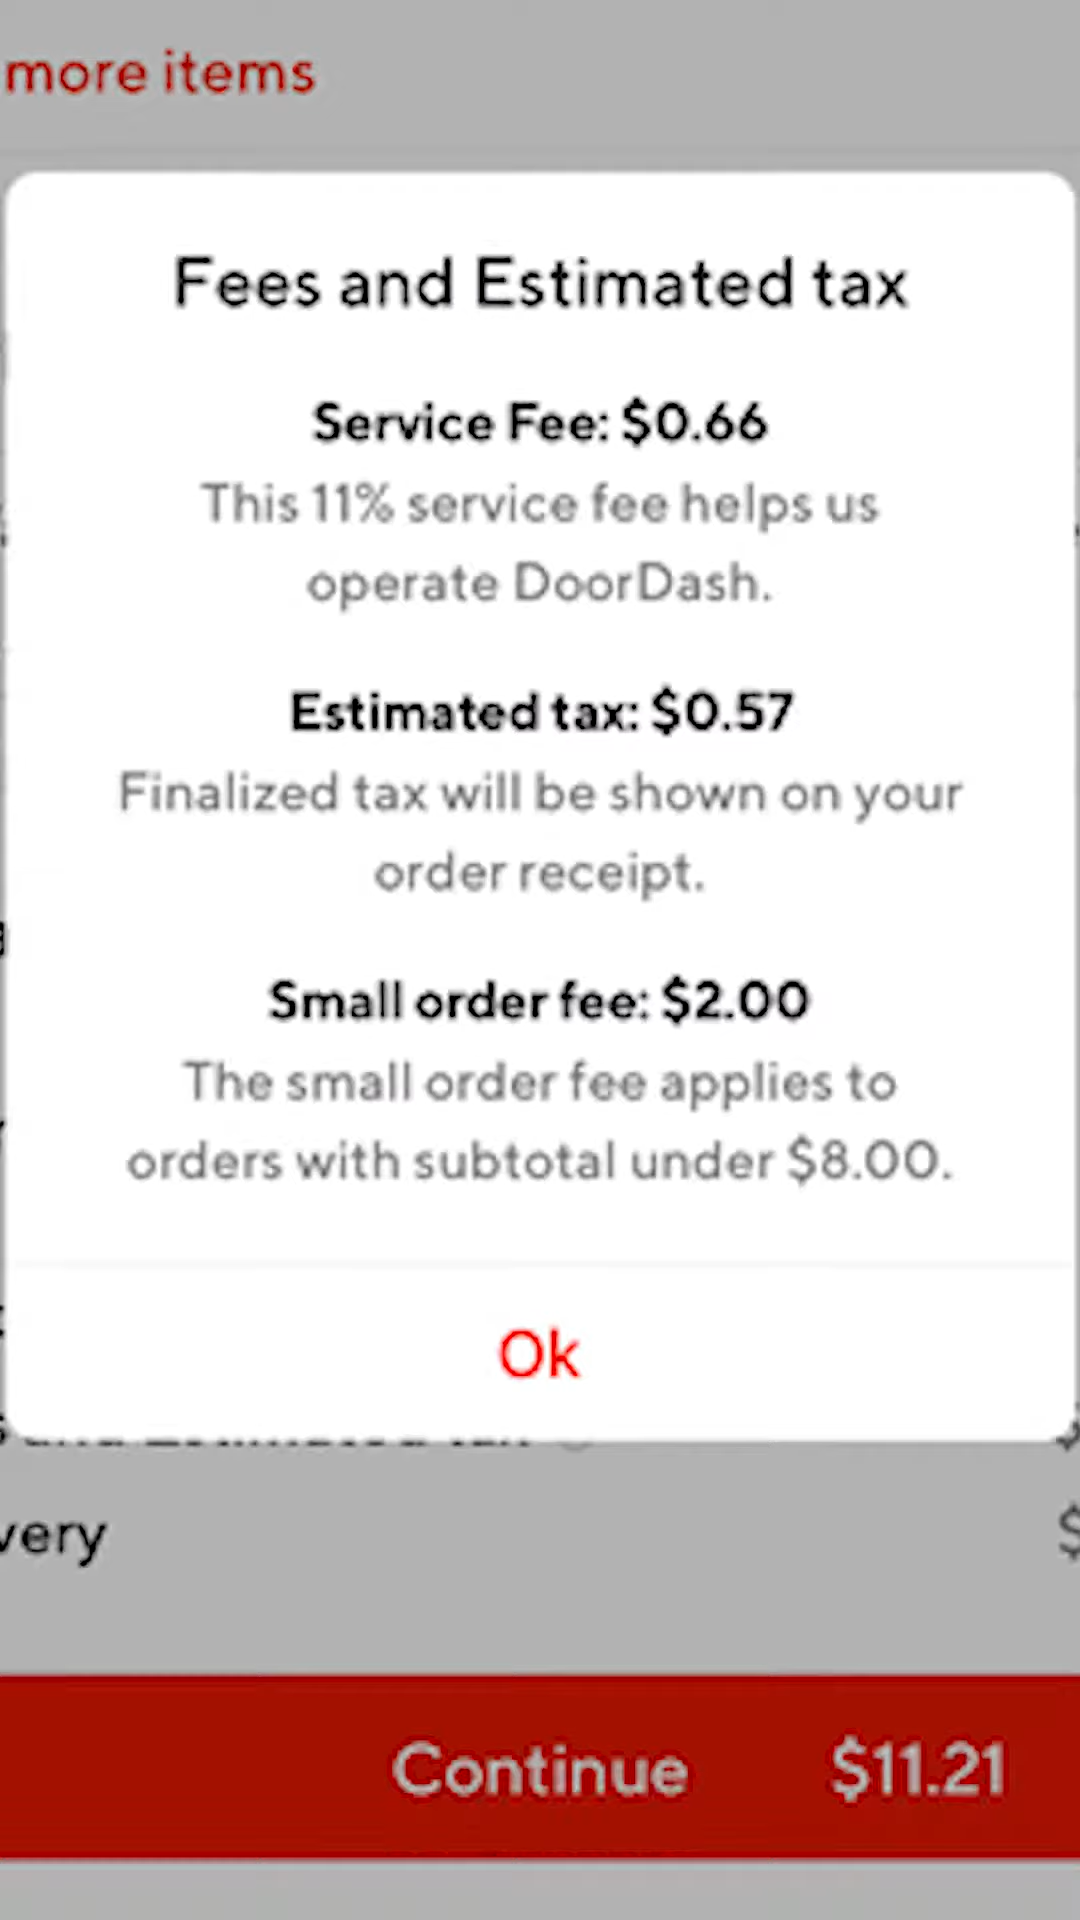 more items
Fees and Estimated tax
Service Fee: $0.66
This 11% service fee helps us
operate DoorDash.
Estimated tax: $0.57
Finalized tax will be shown on your
order receipt.
Small order fee: $2.00
The small order fee applies to
orders with subtotal under $8.00.
Ok
very
$
Continue $11.21